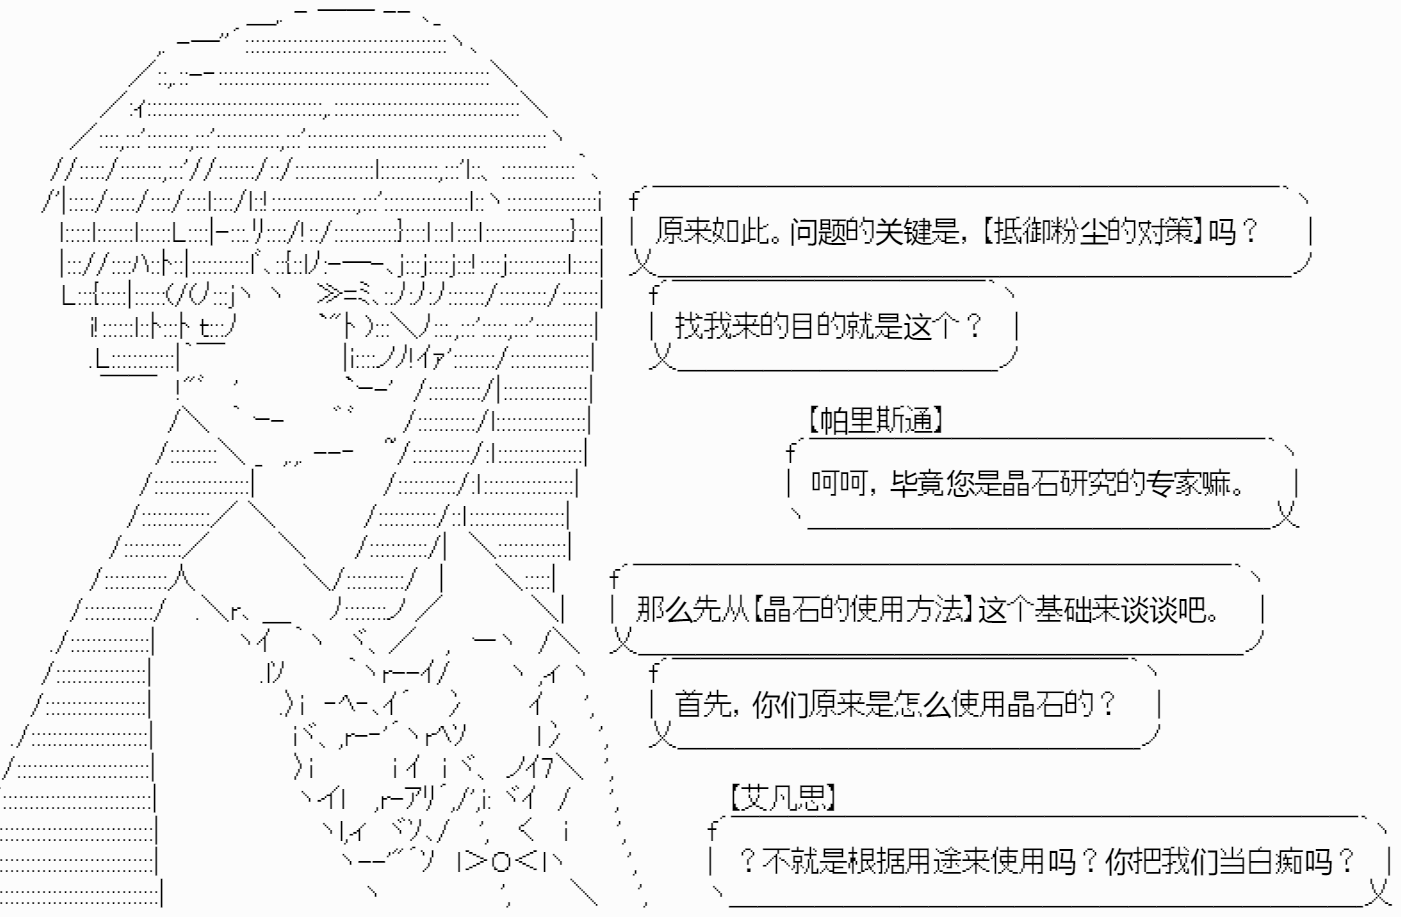 原来如此。问题的关键是，【抵御粉尘的对策】吗？
找我来的目的就是这个？
【帕里斯通】
呵呵，毕竟您是晶石研究的专家嘛。
那么先从【晶石的使用方法】这个基础来谈谈吧。
首先，你们原来是怎么使用晶石的？
【艾凡思】
？不就是根据用途来使用吗？你把我们当白痴吗？